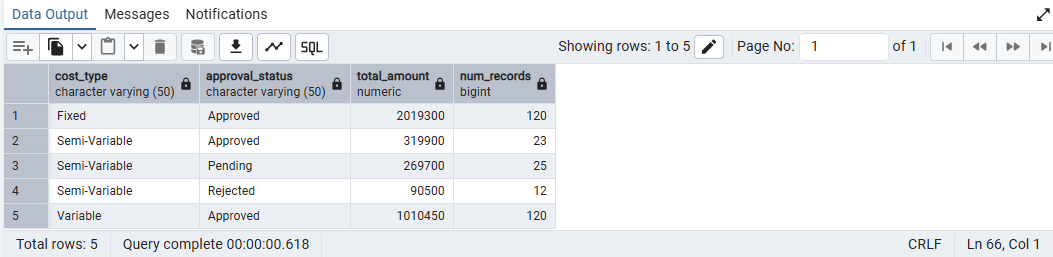 Data Output Messages Notifications
SQL Showing rows: 1 to 5 Page No: 1 of 1
cost_type approval_status total_amount num_records
character varying (50) character varying (50) numeric bigint
1 Fixed Approved 2019300 120
2 Semi-Variable Approved 319900 23
3 Semi-Variable Pending 269700 25
4 Semi-Variable Rejected 90500 12
5 Variable Approved 1010450 120
Total rows: 5 Query complete 00:00:00.618 CRLF Ln 66, Col 1